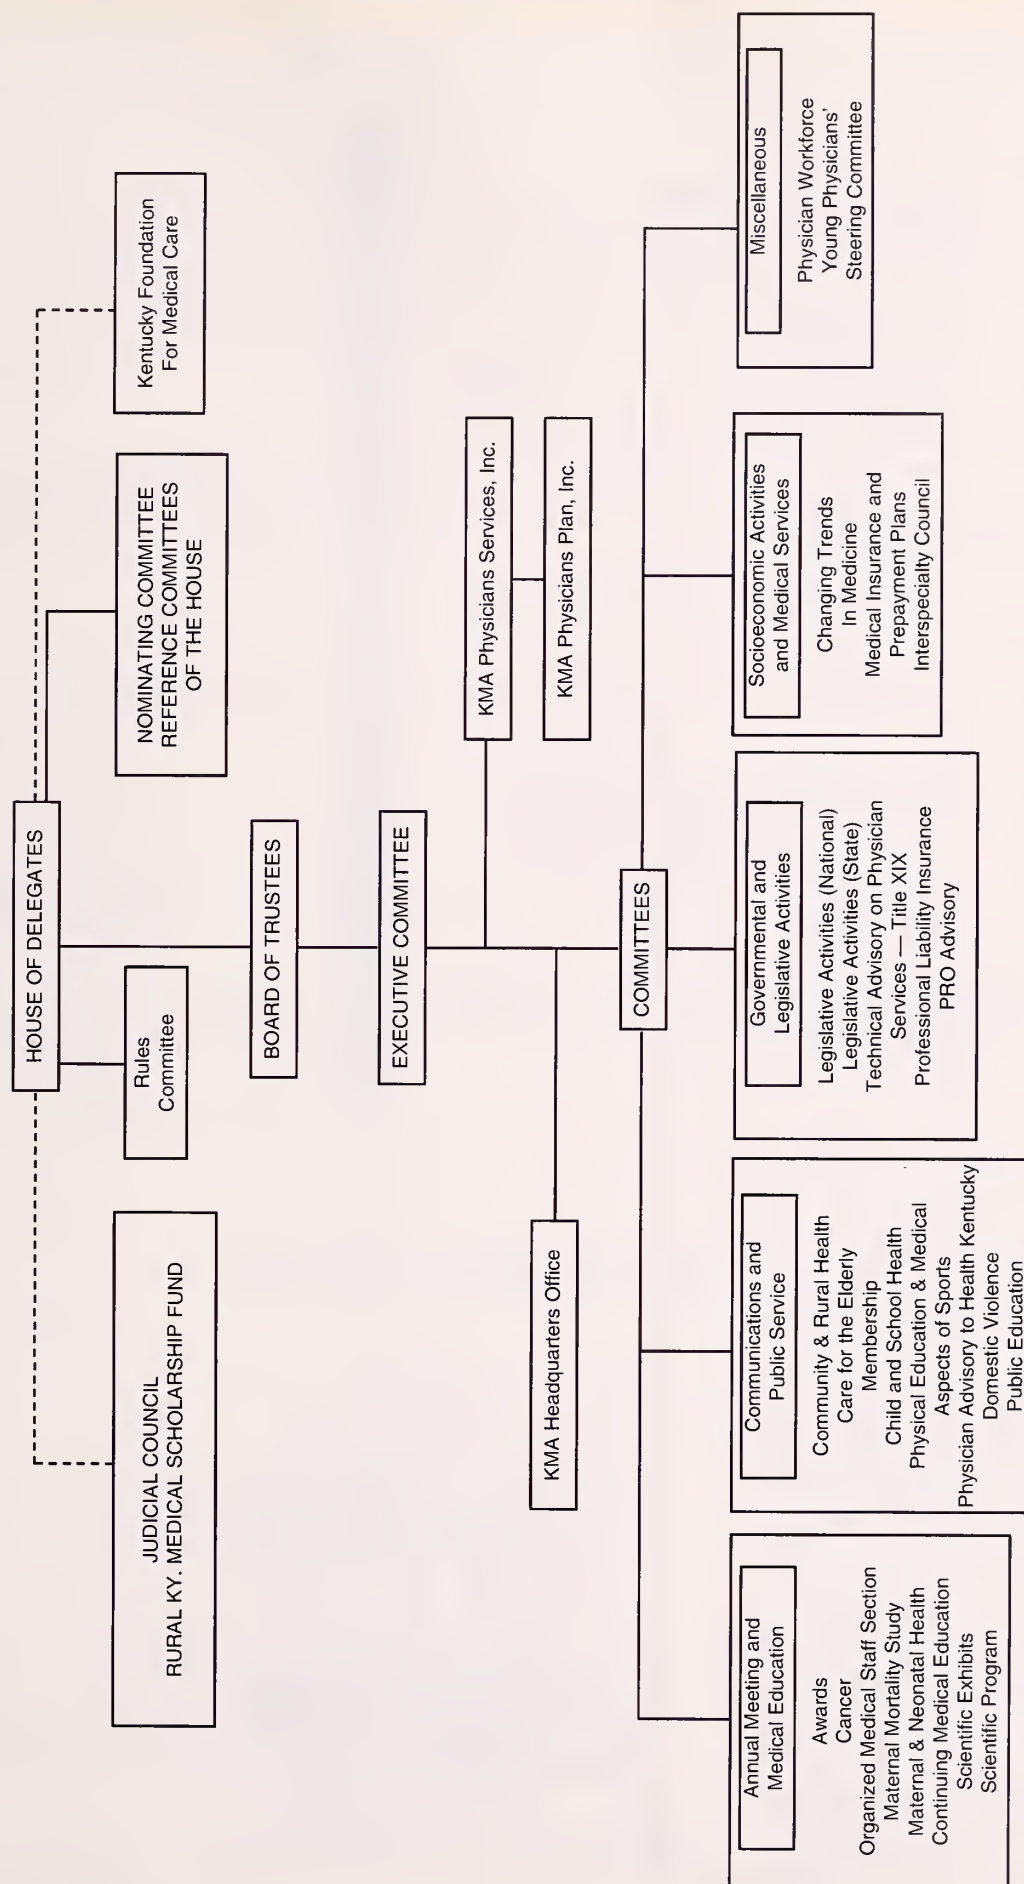 HOUSE OF DELEGATES
JUDICIAL COUNCIL
RURAL KY. MEDICAL SCHOLARSHIP FUND
Rules
Committee
NOMINATING COMMITTEE
REFERENCE COMMITTEES
OF THE HOUSE
Kentucky Foundation
For Medical Care
BOARD OF TRUSTEES
EXECUTIVE COMMITTEE
KMA Physicians Services, Inc.
KMA Physicians Plan, Inc.
KMA Headquarters Office
COMMITTEES
Annual Meeting and
Medical Education
Awards
Cancer
Organized Medical Staff Section
Maternal Mortality Study
Maternal & Neonatal Health
Continuing Medical Education
Scientific Exhibits
Scientific Program
Communications and
Public Service
Community & Rural Health
Care for the Elderly
Membership
Child and School Health
Physical Education & Medical
Aspects of Sports
Physician Advisory to Health Kentucky
Domestic Violence
Public Education
Governmental and
Legislative Activities
Legislative Activities (National)
Legislative Activities (State)
Technical Advisory on Physician
Services — Title XIX
Professional Liability Insurance
PRO Advisory
Socioeconomic Activities
and Medical Services
Changing Trends
In Medicine
Medical Insurance and
Prepayment Plans
Interspecialty Council
Miscellaneous
Physician Workforce
Young Physicians'
Steering Committee